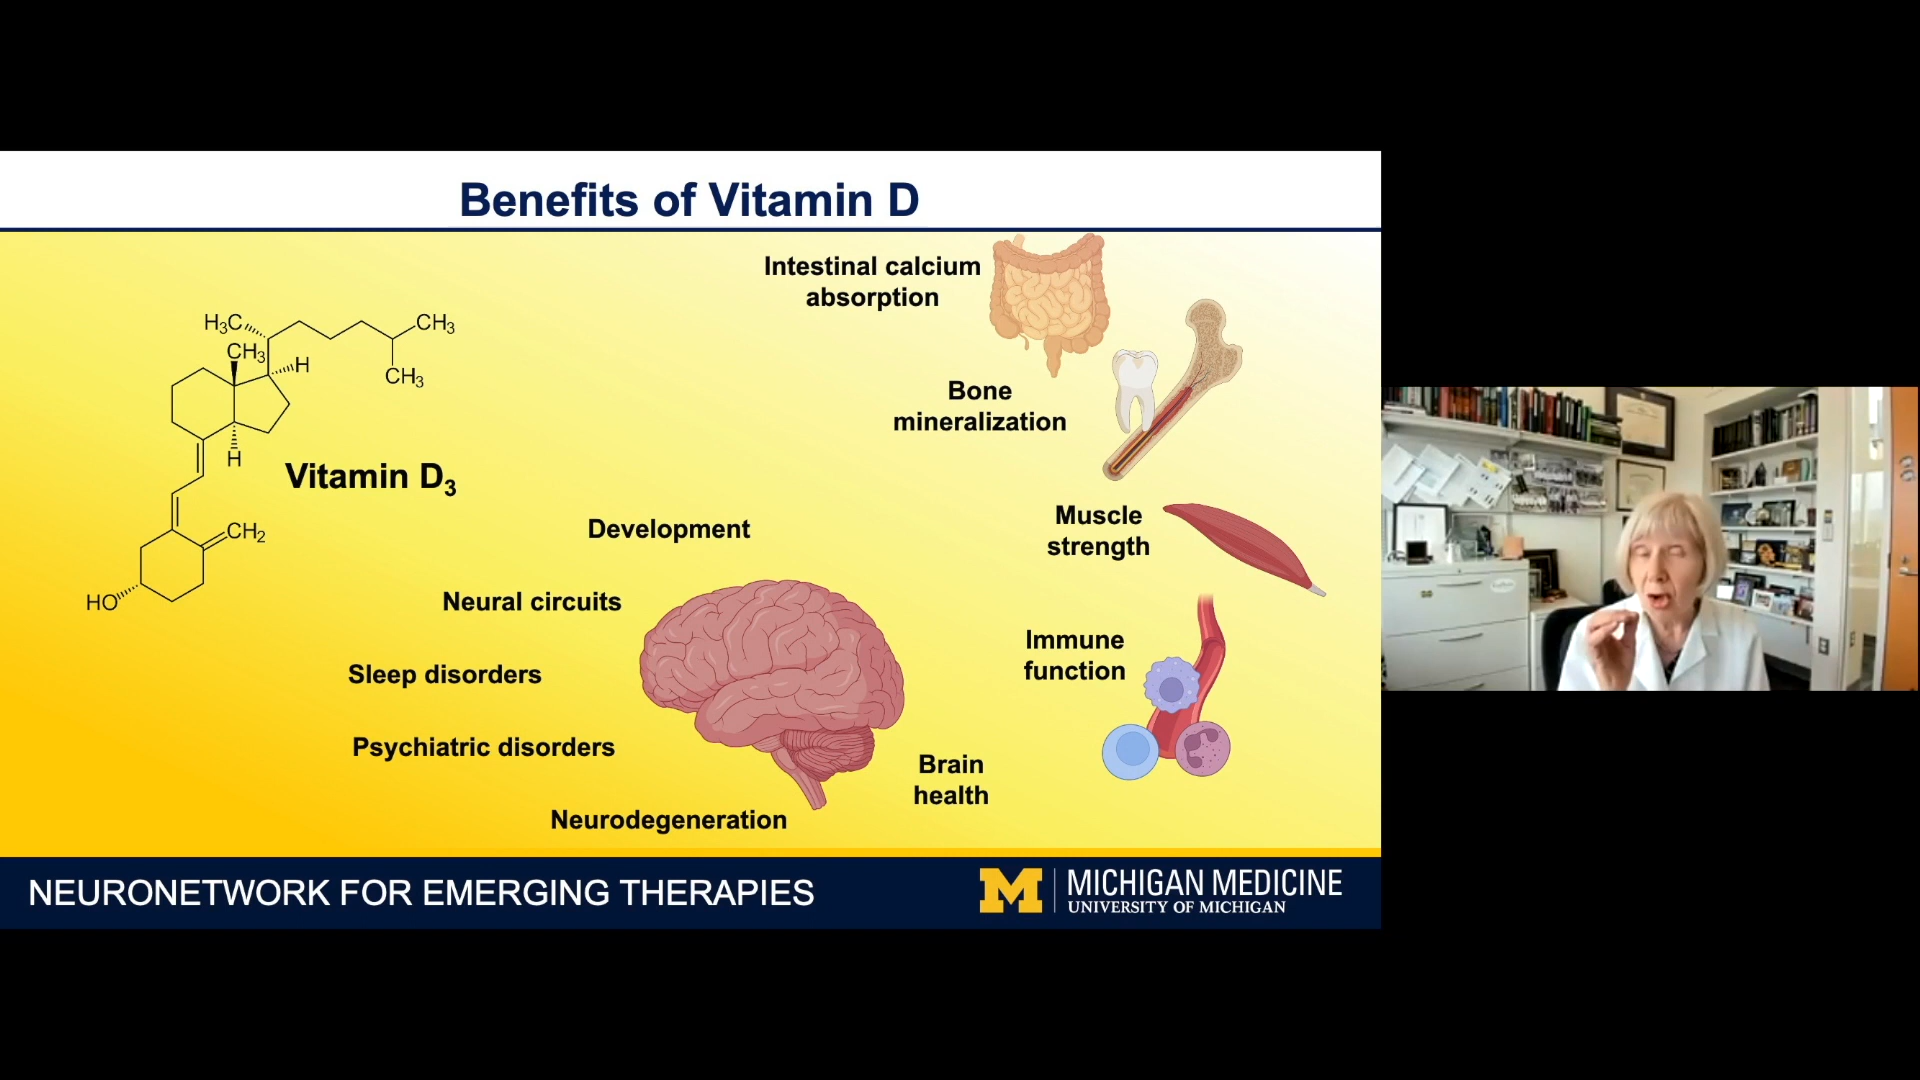 Benefits of Vitamin D
Intestinal calcium
absorption
H₃C
CH₃
CH₃
H
CH₃
Bone
mineralization
H
Vitamin D₃
Muscle
strength
Development
CH₂
HO
Neural circuits
Immune
function
Sleep disorders
Psychiatric disorders
Brain
health
Neurodegeneration
NEURONETWORK FOR EMERGING THERAPIES
M
MICHIGAN MEDICINE
UNIVERSITY OF MICHIGAN